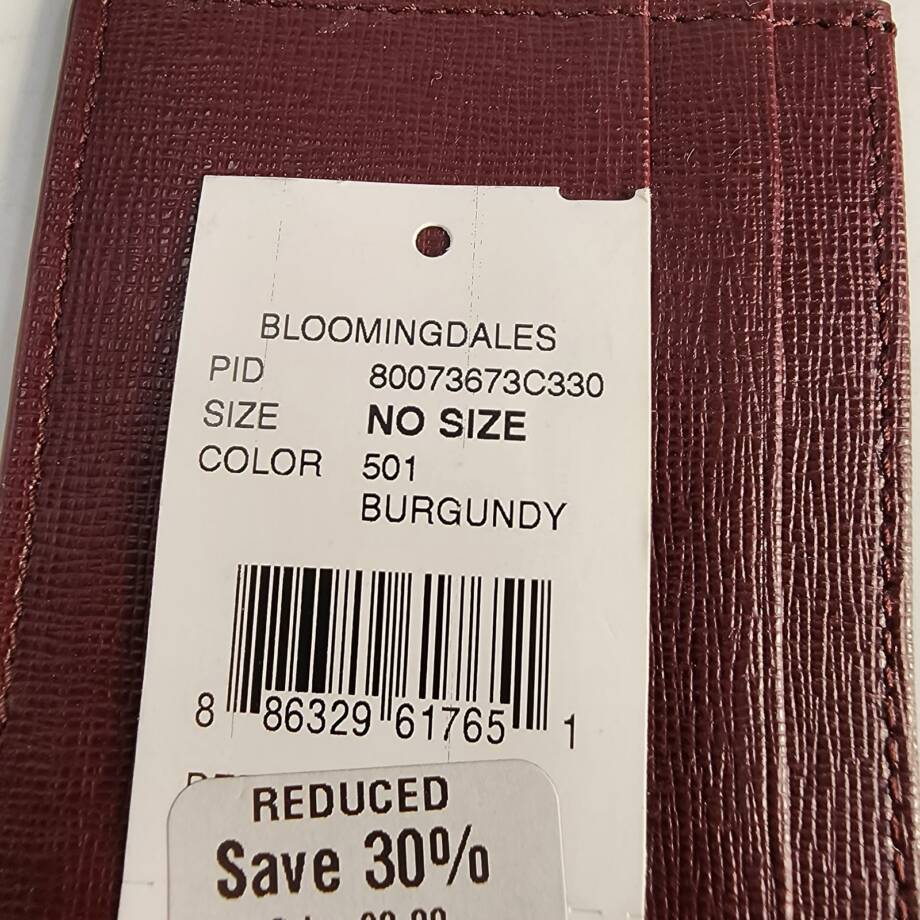 BLOOMINGDALES
PID 80073673C330
SIZE NO SIZE
COLOR 501
BURGUNDY
8 86329 61765 1
REDUCED
Save 30%